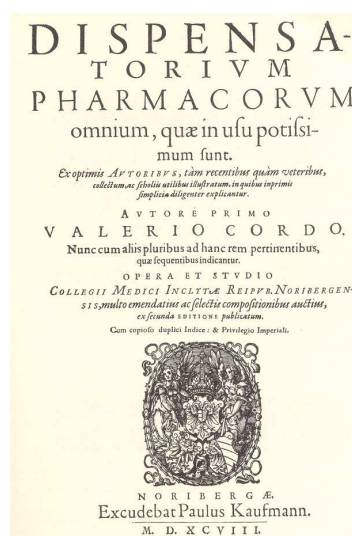 DISPENSA-
TORIVM
PHARMACORVM
omnium, quæ in usu potissi-
mum sunt.
Ex optimis AVTORIBVS, tàm recentibus quàm veteribus,
collectum, ac scholiis utilibus illustratum, in quibus inprimis
simplicia diligenter explicantur.
AVTORE PRIMO
VALERIO CORDO.
Nunc cum aliis pluribus ad hanc rem pertinentibus,
quæ sequentibus indicantur.
OPERA ET STVDIO
COLLEGII MEDICI INCLYTÆ REIPVB. NORIBERGEN-
SIS, multo emendatius ac selectis compositionibus auctius,
ex secunda EDITIONE publicatum.
Cum copioso duplici Indice: & Privilegio Imperiali.
NORIBERGÆ.
Excudebat Paulus Kaufmann.
M. D. XCVIII.